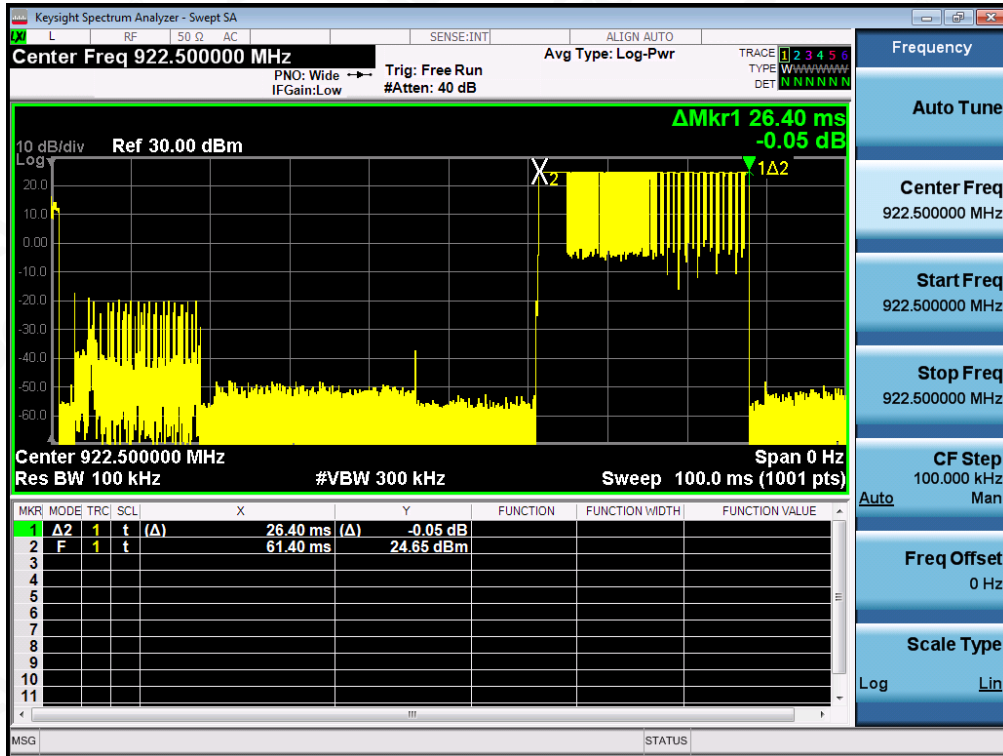 Keysight Spectrum Analyzer - Swept SA
LXI L RF 50 Ω AC SENSE:INT ALIGN AUTO
Center Freq 922.500000 MHz
PNO: Wide
IFGain:Low
Trig: Free Run
#Atten: 40 dB
Avg Type: Log-Pwr
TRACE 1 2 3 4 5 6
TYPE W W W W W W
DET N N N N N N
ΔMkr1 26.40 ms
-0.05 dB
10 dB/div Ref 30.00 dBm
Log
20.0
10.0
0.00
-10.0
-20.0
-30.0
-40.0
-50.0
-60.0
2
1Δ2
Center 922.500000 MHz Span 0 Hz
Res BW 100 kHz #VBW 300 kHz Sweep 100.0 ms (1001 pts)
MKR MODE TRC SCL X Y FUNCTION FUNCTION WIDTH FUNCTION VALUE
1 Δ2 1 t (Δ) 26.40 ms (Δ) -0.05 dB
2 F 1 t 61.40 ms 24.65 dBm
3
4
5
6
7
8
9
10
11
MSG STATUS
Frequency
Auto Tune
Center Freq
922.500000 MHz
Start Freq
922.500000 MHz
Stop Freq
922.500000 MHz
CF Step
100.000 kHz
Auto Man
Freq Offset
0 Hz
Scale Type
Log Lin